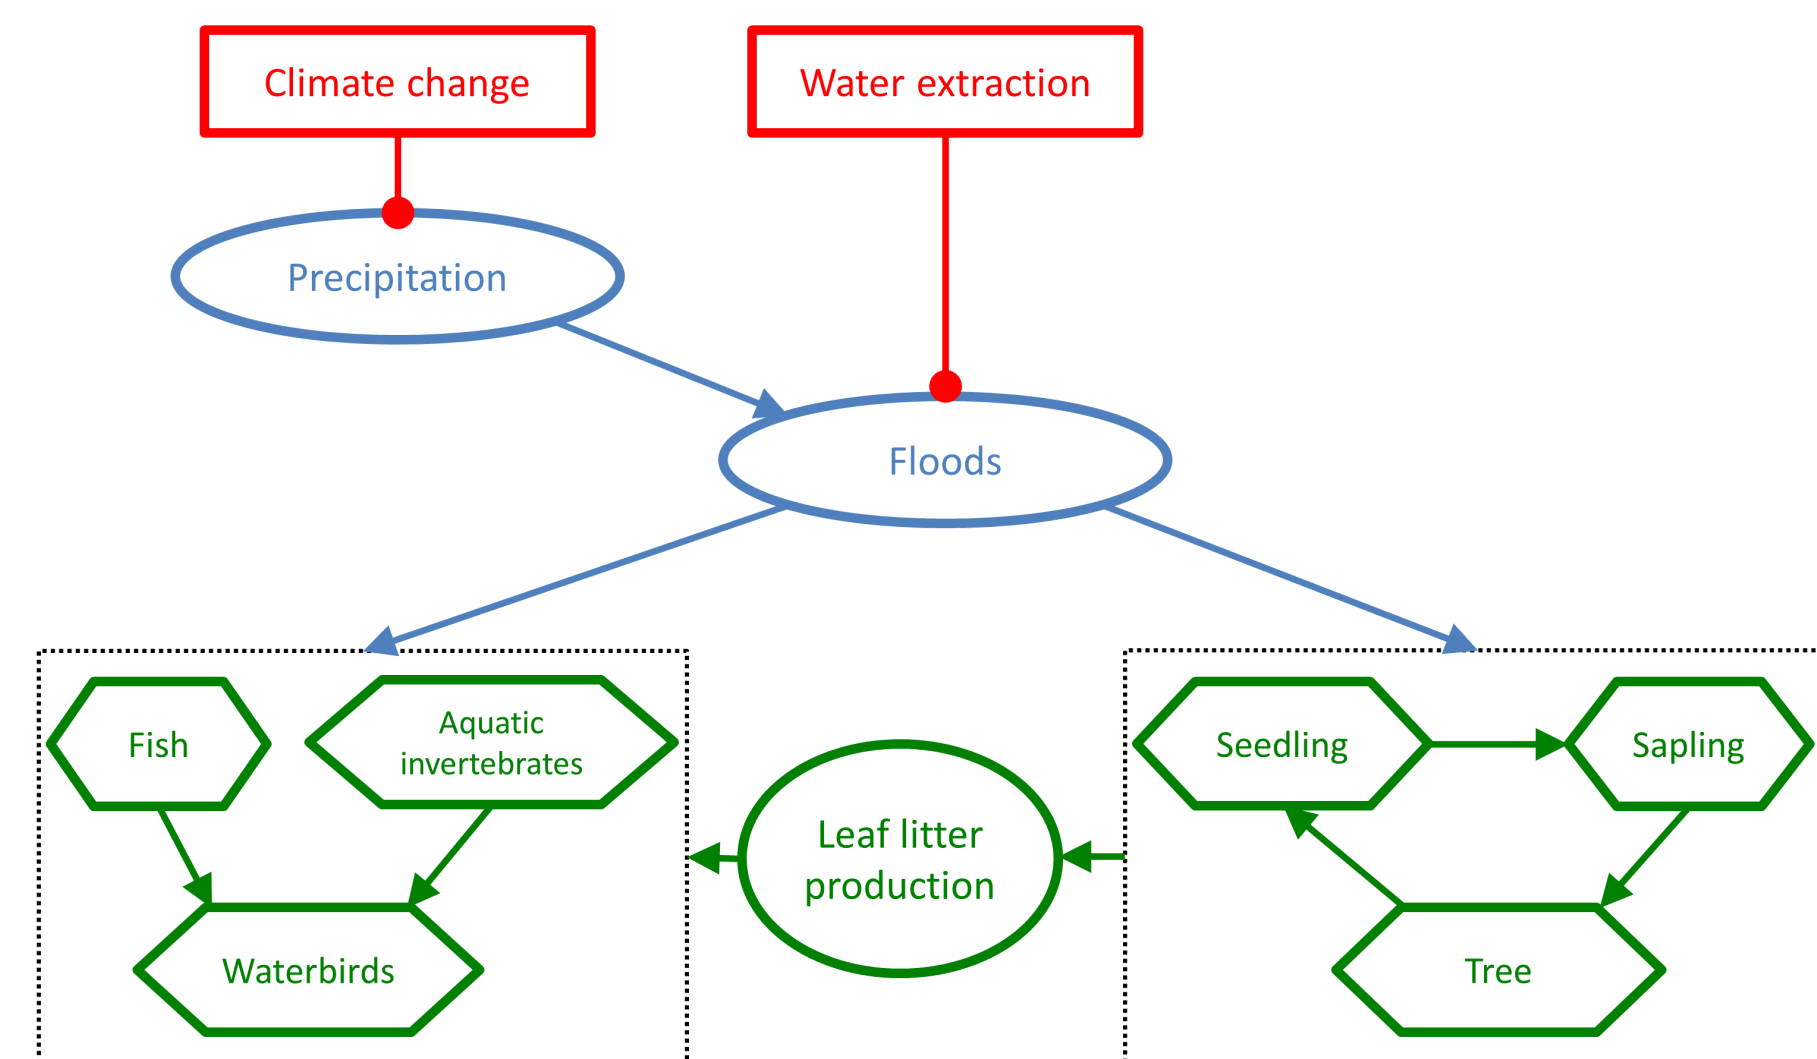 Climate change
Water extraction
Precipitation
Floods
Fish
Aquatic
invertebrates
Seedling
Sapling
Leaf litter
production
Waterbirds
Tree